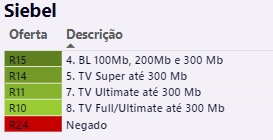 Siebel
Oferta Descrição
R15 4. BL 100Mb, 200Mb e 300 Mb
R14 5. TV Super até 300 Mb
R11 7. TV Ultimate até 300 Mb
R10 8. TV Full/Ultimate até 300 Mb
R24 Negado